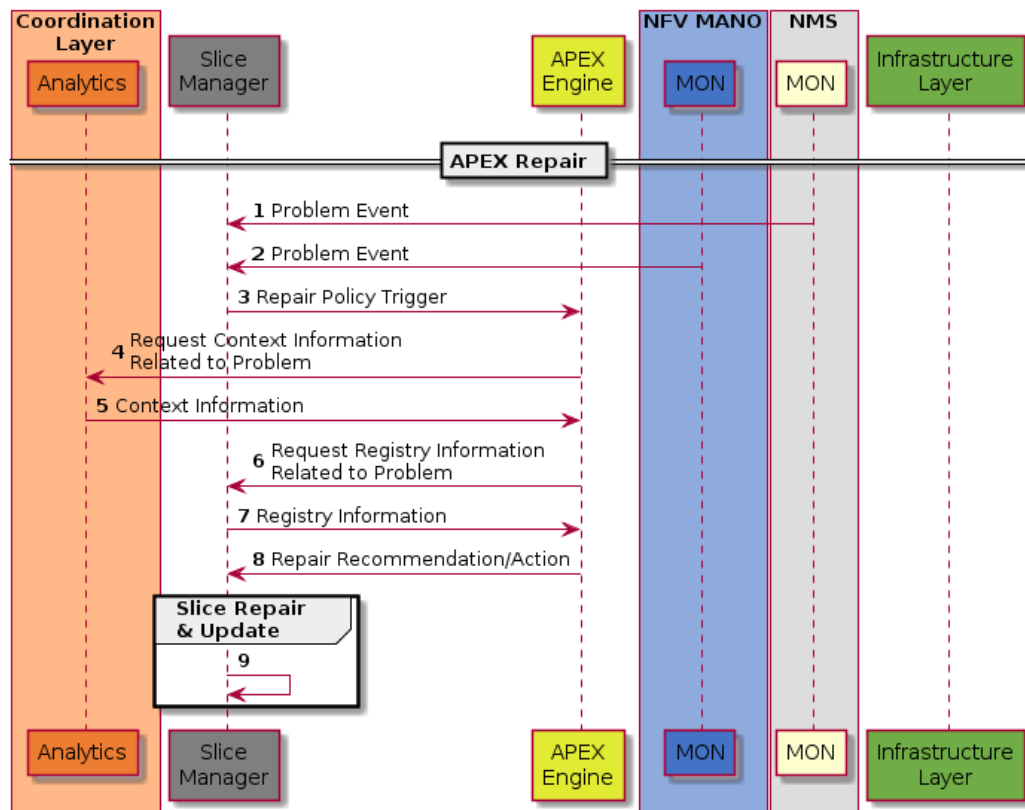 Coordination
Layer
NFV MANO
NMS
Analytics
Slice
Manager
APEX
Engine
MON
MON
Infrastructure
Layer
APEX Repair
1 Problem Event
2 Problem Event
3 Repair Policy Trigger
4 Request Context Information
Related to Problem
5 Context Information
6 Request Registry Information
Related to Problem
7 Registry Information
8 Repair Recommendation/Action
Slice Repair
& Update
9
Analytics
Slice
Manager
APEX
Engine
MON
MON
Infrastructure
Layer